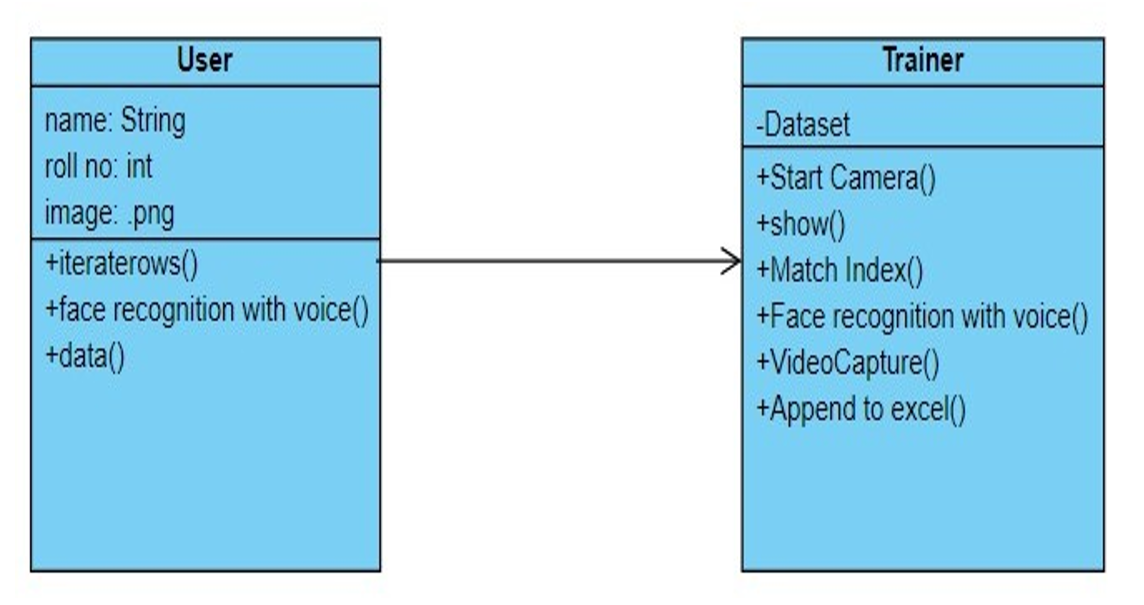 User
name: String
roll no: int
image: .png
+iteraterows()
+face recognition with voice()
+data()
Trainer
-Dataset
+Start Camera()
+show()
+Match Index()
+Face recognition with voice()
+VideoCapture()
+Append to excel()